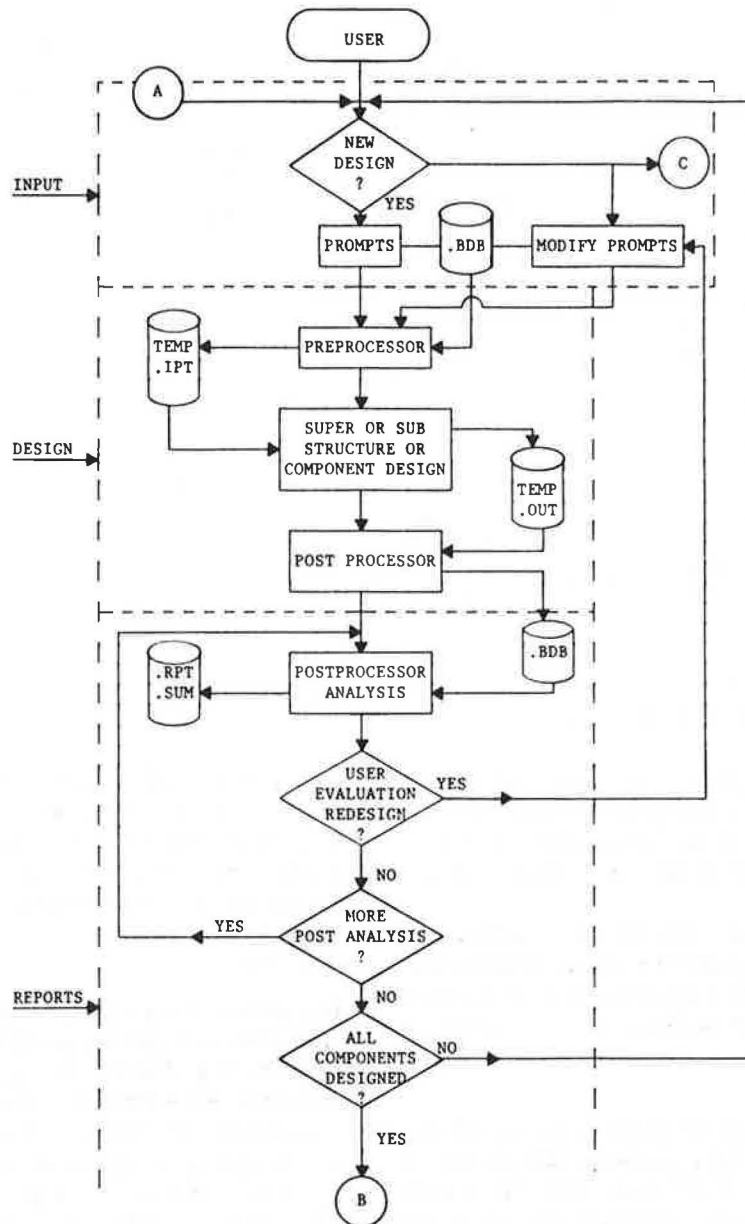 USER
A
NEW
DESIGN
?
C
INPUT
YES
PROMPTS
.BDB
MODIFY PROMPTS
TEMP
.IPT
PREPROCESSOR
SUPER OR SUB
STRUCTURE OR
COMPONENT DESIGN
DESIGN
TEMP
.OUT
POST PROCESSOR
.BDB
.RPT
.SUM
POSTPROCESSOR
ANALYSIS
USER
EVALUATION
REDESIGM
?
YES
NO
MORE
POST ANALYSIS
?
YES
NO
REPORTS
ALL
COMPONENTS
DESIGNED
?
NO
YES
B